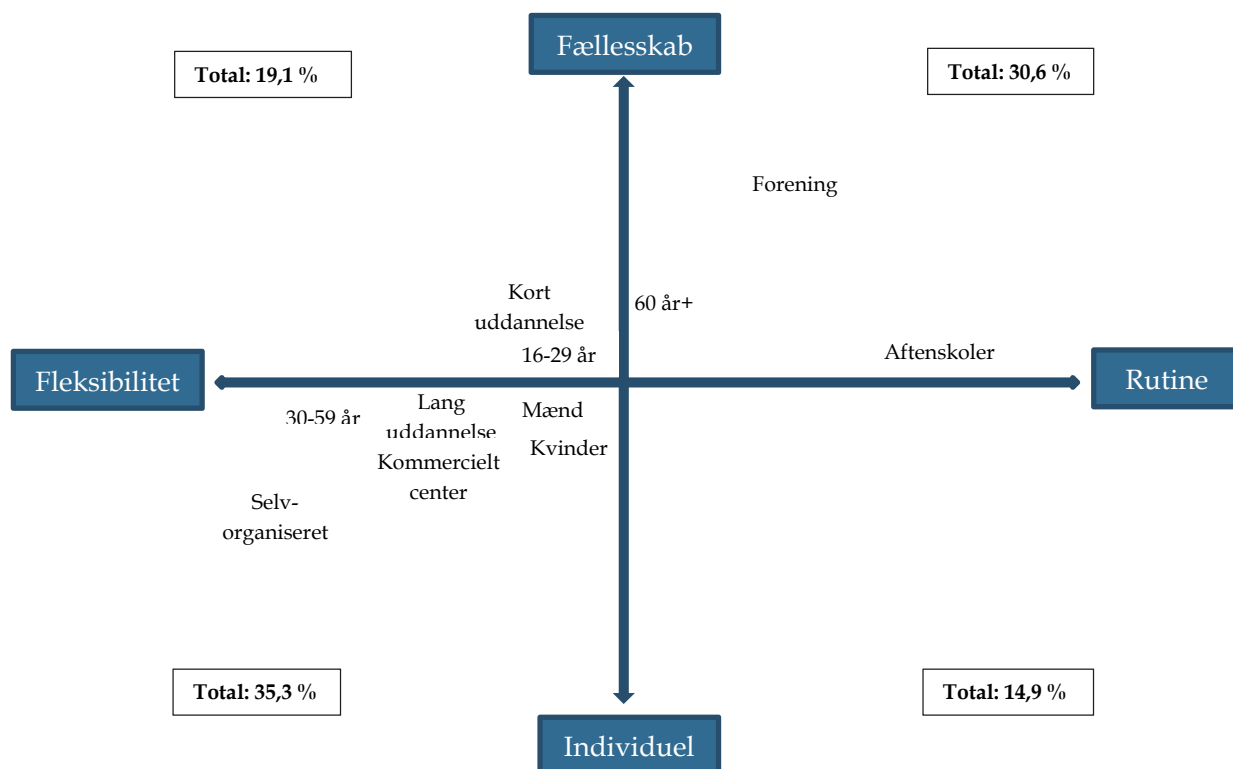 Fællesskab
Total: 19,1 %
Total: 30,6 %
Forening
Kort
uddannelse
60 år+
16-29 år
Aftenskoler
Fleksibilitet
Rutine
30-59 år
Lang
uddannelse
Mænd
Kvinder
Kommercielt
center
Selv-
organiseret
Total: 35,3 %
Total: 14,9 %
Individuel